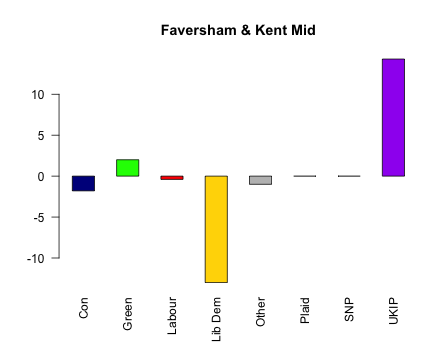 Faversham & Kent Mid
10
5
0
-5
-10
Con
Green
Labour
Lib Dem
Other
Plaid
SNP
UKIP